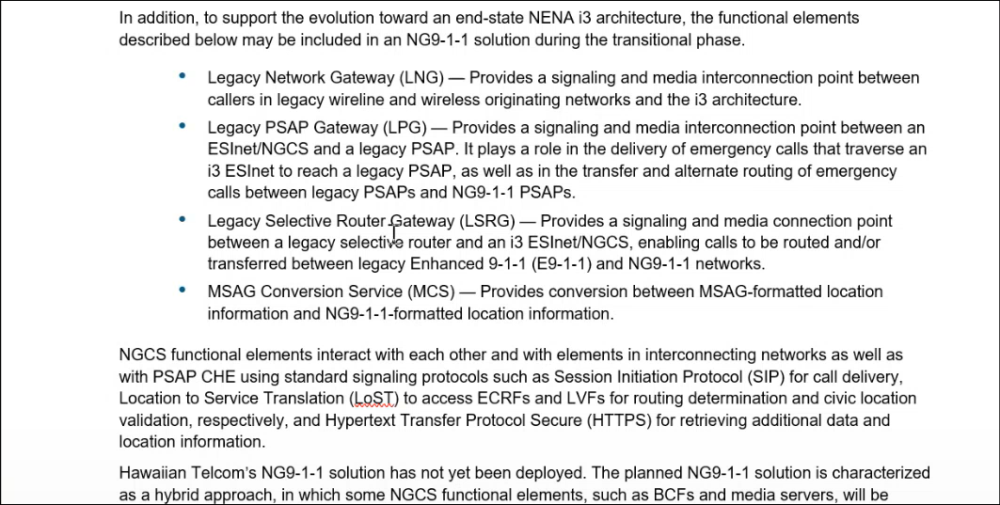 In addition, to support the evolution toward an end-state NENA i3 architecture, the functional elements
described below may be included in an NG9-1-1 solution during the transitional phase.
• Legacy Network Gateway (LNG) — Provides a signaling and media interconnection point between
callers in legacy wireline and wireless originating networks and the i3 architecture.
• Legacy PSAP Gateway (LPG) — Provides a signaling and media interconnection point between an
ESInet/NGCS and a legacy PSAP. It plays a role in the delivery of emergency calls that traverse an
i3 ESInet to reach a legacy PSAP, as well as in the transfer and alternate routing of emergency
calls between legacy PSAPs and NG9-1-1 PSAPs.
• Legacy Selective Router Gateway (LSRG) — Provides a signaling and media connection point
between a legacy selective router and an i3 ESInet/NGCS, enabling calls to be routed and/or
transferred between legacy Enhanced 9-1-1 (E9-1-1) and NG9-1-1 networks.
• MSAG Conversion Service (MCS) — Provides conversion between MSAG-formatted location
information and NG9-1-1-formatted location information.
NGCS functional elements interact with each other and with elements in interconnecting networks as well as
with PSAP CHE using standard signaling protocols such as Session Initiation Protocol (SIP) for call delivery,
Location to Service Translation (LoST) to access ECRFs and LVFs for routing determination and civic location
validation, respectively, and Hypertext Transfer Protocol Secure (HTTPS) for retrieving additional data and
location information.
Hawaiian Telcom’s NG9-1-1 solution has not yet been deployed. The planned NG9-1-1 solution is characterized
as a hybrid approach, in which some NGCS functional elements, such as BCFs and media servers, will be